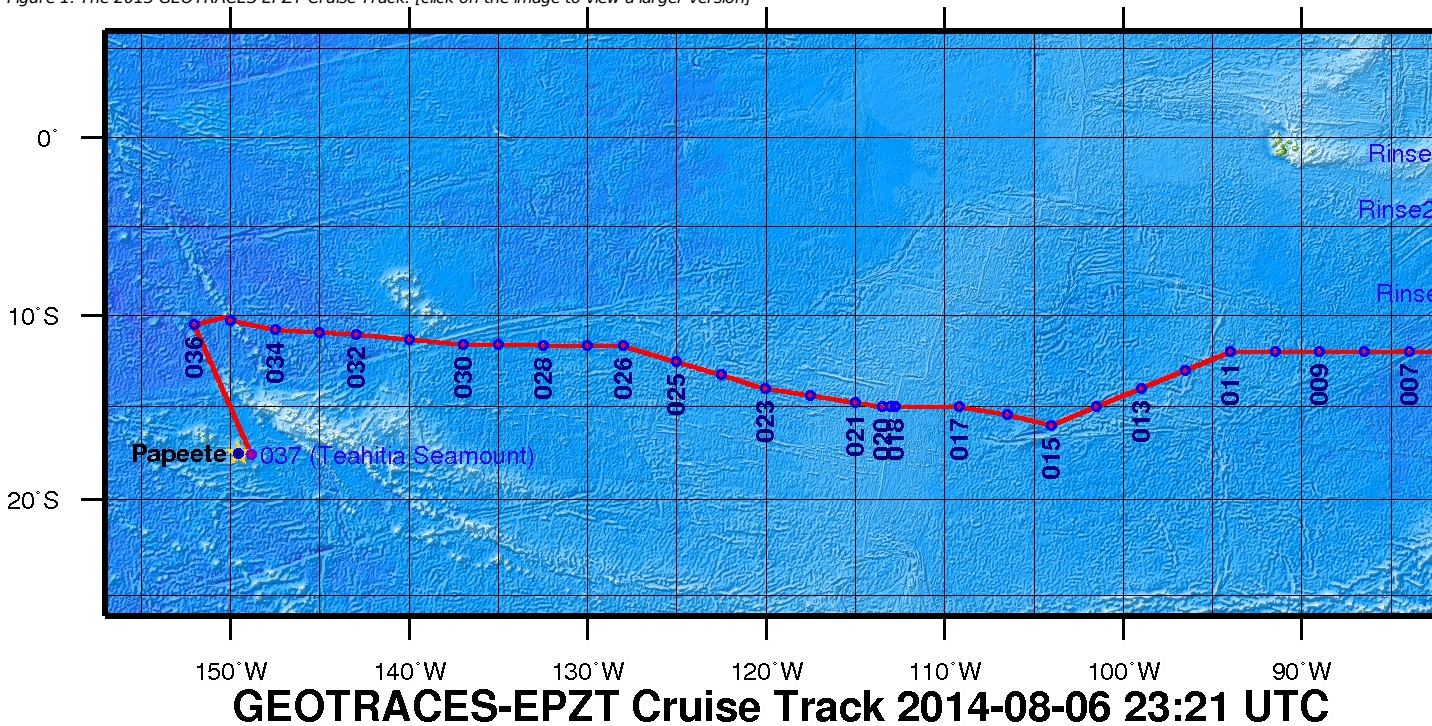 Figure 1. The 2013 GEOTRACES EPZT Cruise Track. [click on the image to view a larger version]
0°
Rinse
Rinse2
Rinse
10°S
036
034
032
030
028
026
025
023
021
020
018
017
015
013
011
009
007
Papeete
037 (Teahitia Seamount)
20°S
150°W
140°W
130°W
120°W
110°W
100°W
90°W
GEOTRACES-EPZT Cruise Track 2014-08-06 23:21 UTC